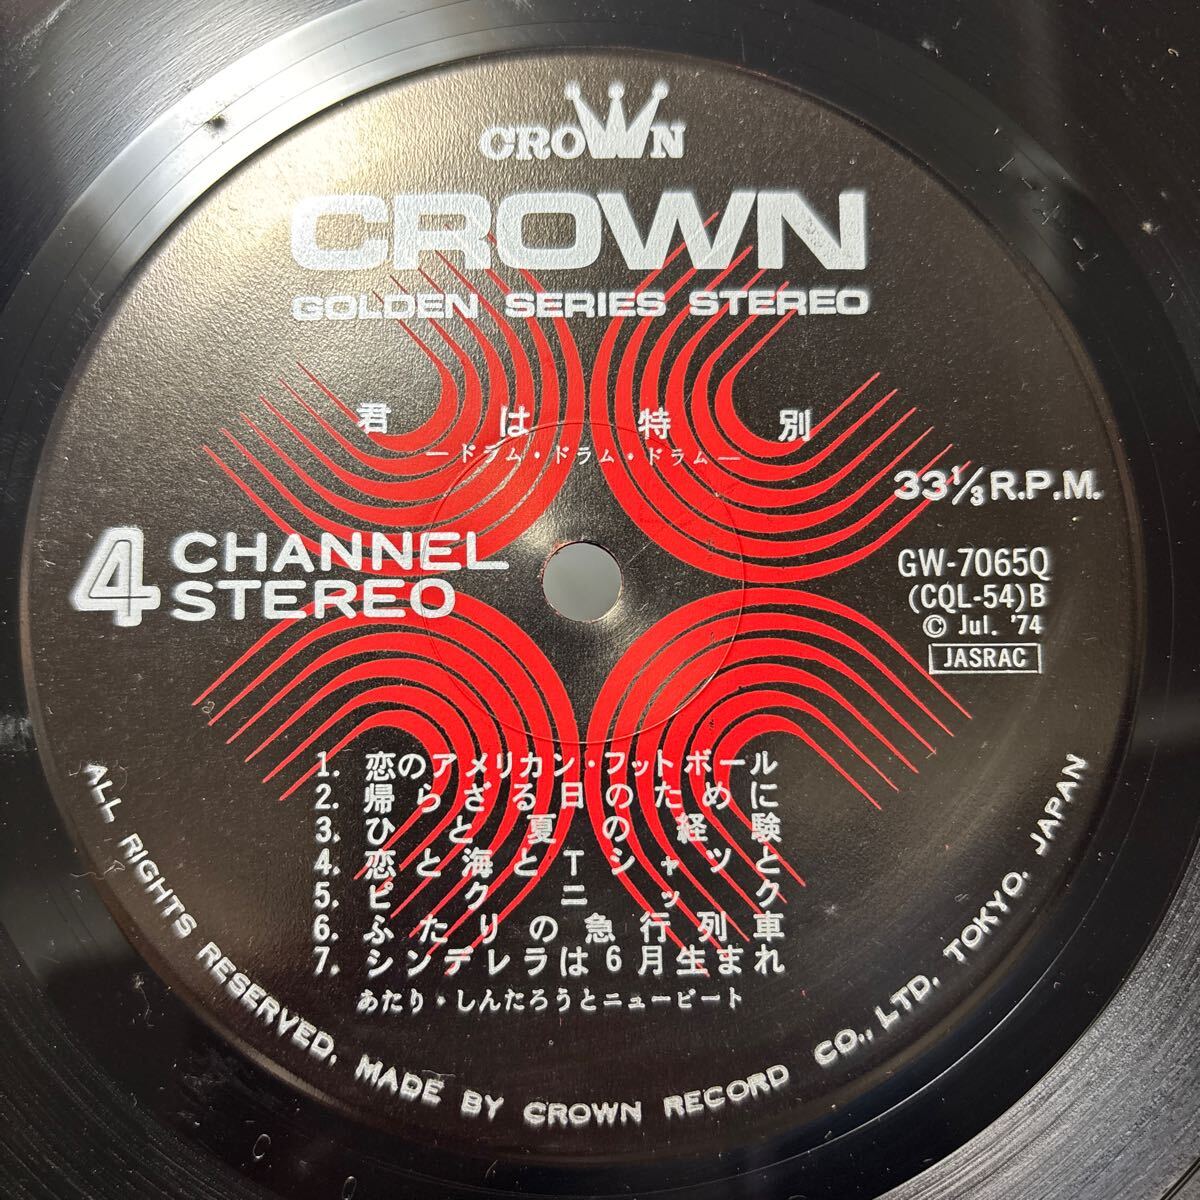 CROWN
CROWN
GOLDEN SERIES STEREO
君は特別
—ドラム・ドラム・ドラム—
33⅓ R.P.M.
4 CHANNEL STEREO
GW-7065Q
(CQL-54)B
© Jul. '74
JASRAC
1. 恋のアメリカン・フットボール
2. 帰らざる日のために
3. ひと夏の経験
4. 恋と海とTシャツと
5. ピクニック
6. ふたりの急行列車
7. シンデレラは6月生まれ
あたり・しんたろうとニュービート
ALL RIGHTS RESERVED. MADE BY CROWN RECORD CO., LTD. TOKYO. JAPAN